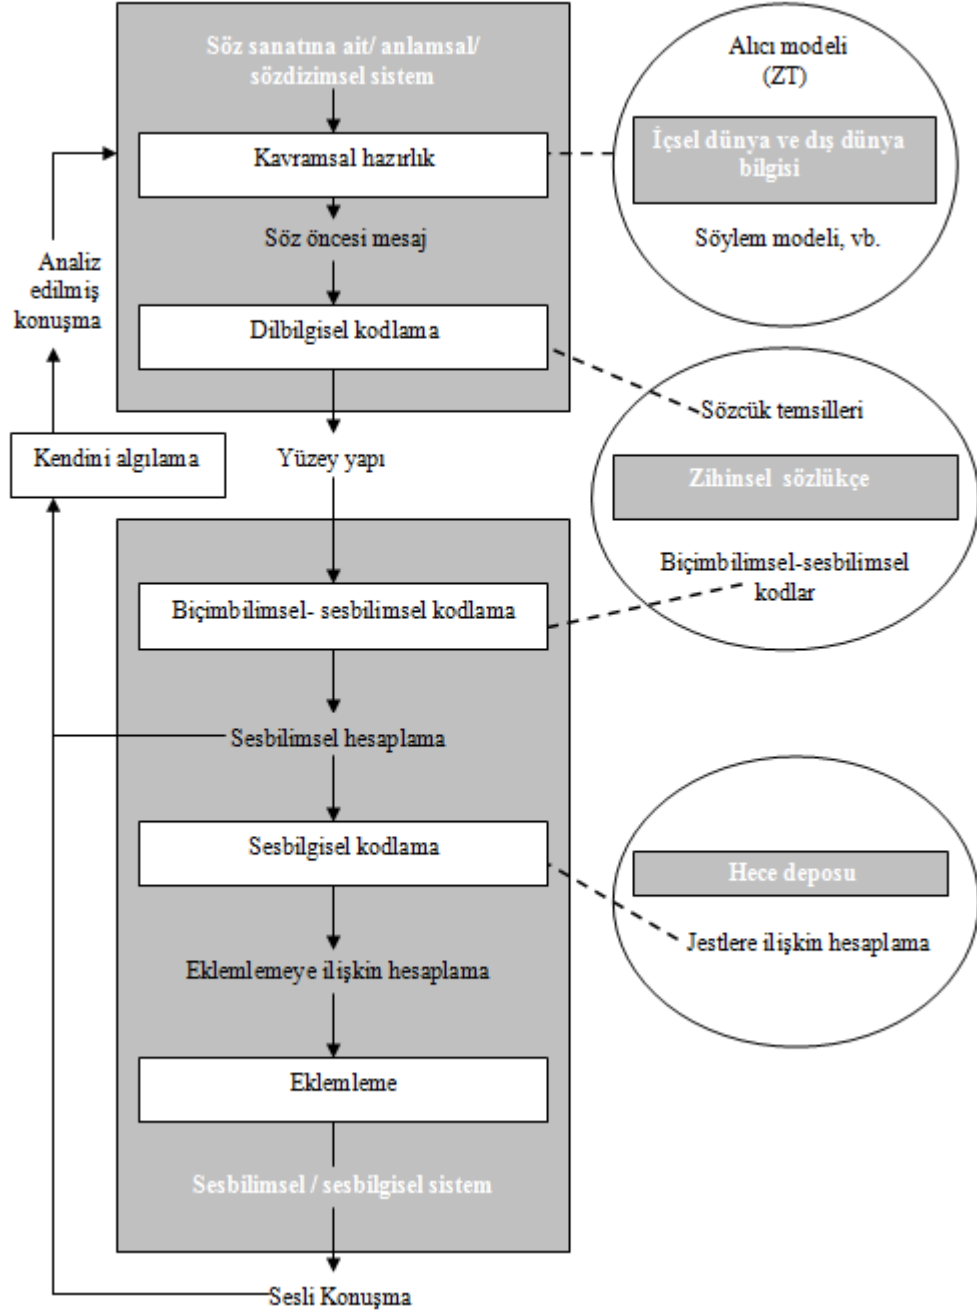 Söz sanatına ait/ anlamsal/
sözdizimsel sistem
Kavramsal hazırlık
Söz öncesi mesaj
Dilbilgisel kodlama
Yüzey yapı
Biçimbilimsel- sesbilimsel kodlama
Sesbilimsel hesaplama
Sesbilgisel kodlama
Eklemlemeye ilişkin hesaplama
Eklemleme
Sesbilimsel / sesbilgisel sistem
Sesli Konuşma
Analiz
edilmiş
konuşma
Kendini algılama
Alıcı modeli
(ZT)
İçsel dünya ve dış dünya
bilgisi
Söylem modeli, vb.
Sözcük temsilleri
Zihinsel sözlükçe
Biçimbilimsel-sesbilimsel
kodlar
Hece deposu
Jestlere ilişkin hesaplama